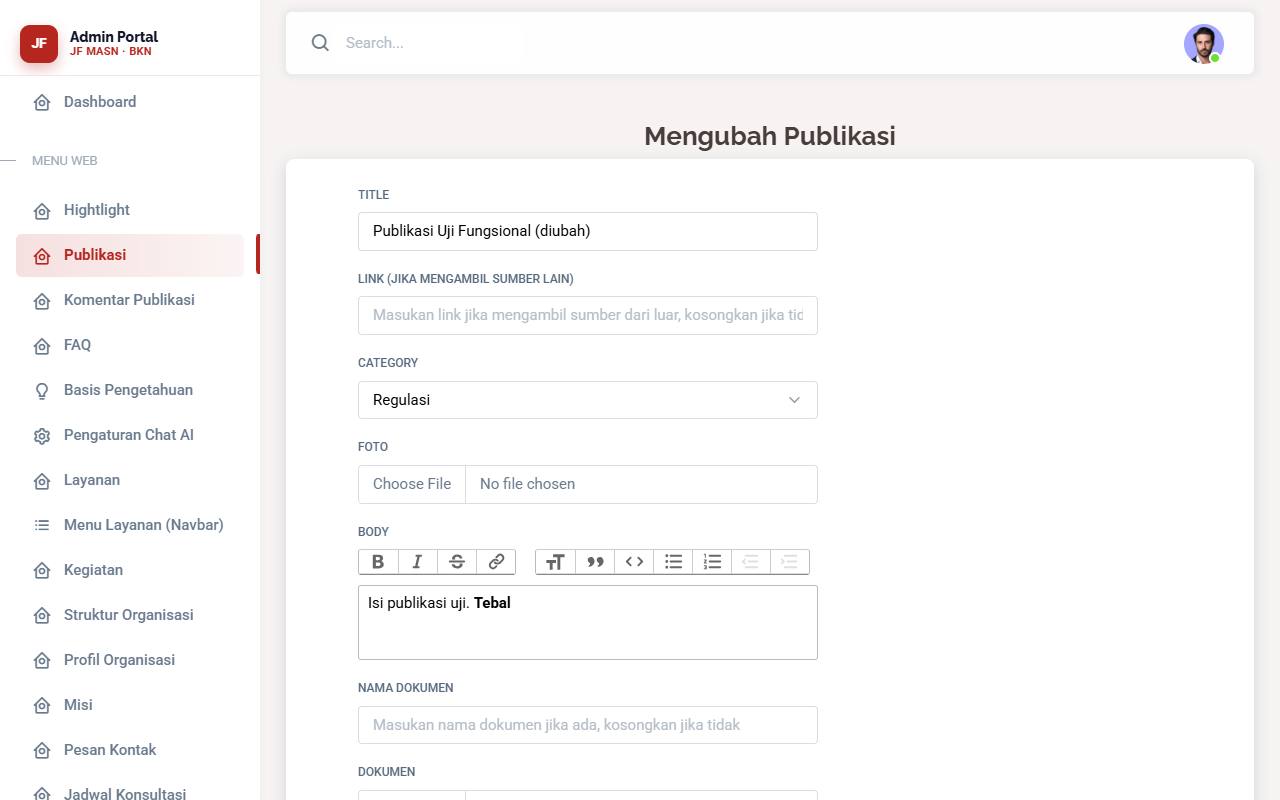 JF
Admin Portal
JF MASN · BKN
Dashboard
MENU WEB
Hightlight
Publikasi
Komentar Publikasi
FAQ
Basis Pengetahuan
Pengaturan Chat AI
Layanan
Menu Layanan (Navbar)
Kegiatan
Struktur Organisasi
Profil Organisasi
Misi
Pesan Kontak
Jadwal Konsultasi
Search...
Mengubah Publikasi
TITLE
Publikasi Uji Fungsional (diubah)
LINK (JIKA MENGAMBIL SUMBER LAIN)
Masukan link jika mengambil sumber dari luar, kosongkan jika tid
CATEGORY
Regulasi
FOTO
Choose File No file chosen
BODY
Isi publikasi uji. Tebal
NAMA DOKUMEN
Masukan nama dokumen jika ada, kosongkan jika tidak
DOKUMEN